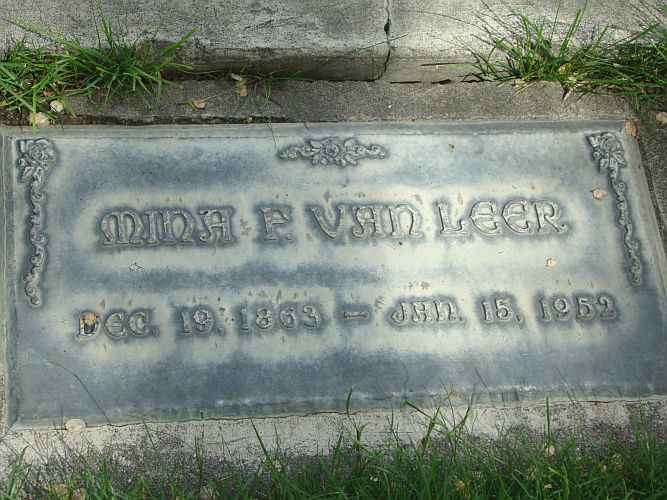 MINA F. VAN LEER
DEC. 19, 1863 – JAN. 15, 1952